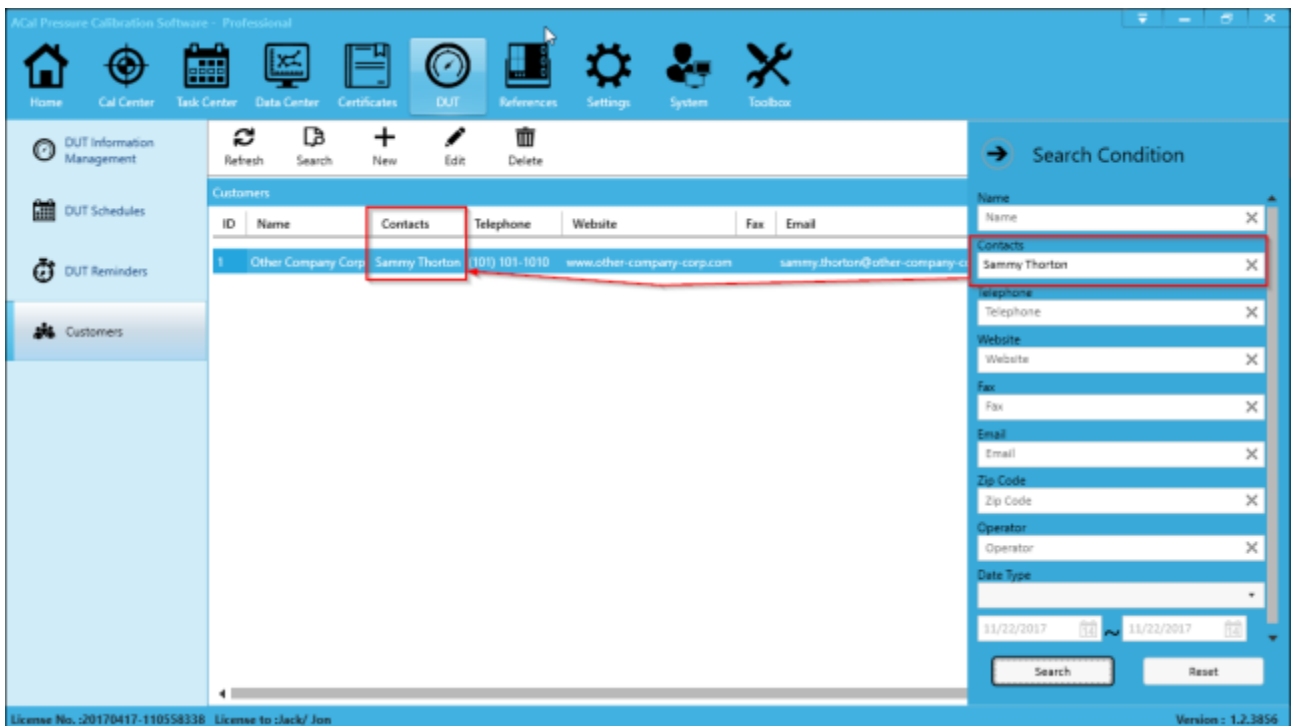 ACal Pressure Calibration Software - Professional
Home Cal Center Task Center Data Center Certificates DUT References Settings System Toolbox
DUT Information Management
DUT Schedules
DUT Reminders
Customers
Refresh Search New Edit Delete
Customers
ID Name Contacts Telephone Website Fax Email
1 Other Company Corp Sammy Thorton (101) 101-1010 www.other-company-corp.com sammy.thorton@other-company-c
Search Condition
Name
Name
Contacts
Sammy Thorton
Telephone
Telephone
Website
Website
Fax
Fax
Email
Email
Zip Code
Zip Code
Operator
Operator
Date Type
11/22/2017 14 ~ 11/22/2017 14
Search Reset
License No. :20170417-110558338 License to :Jack/ Jon Version : 1.2.3856